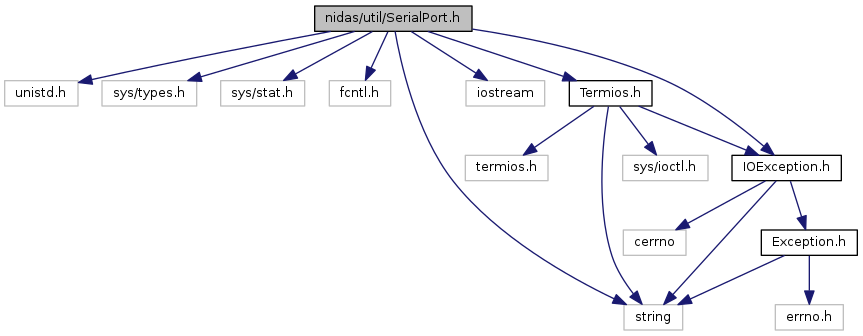 nidas/util/SerialPort.h
unistd.h
sys/types.h
sys/stat.h
fcntl.h
iostream
Termios.h
termios.h
sys/ioctl.h
IOException.h
cerrno
Exception.h
string
errno.h